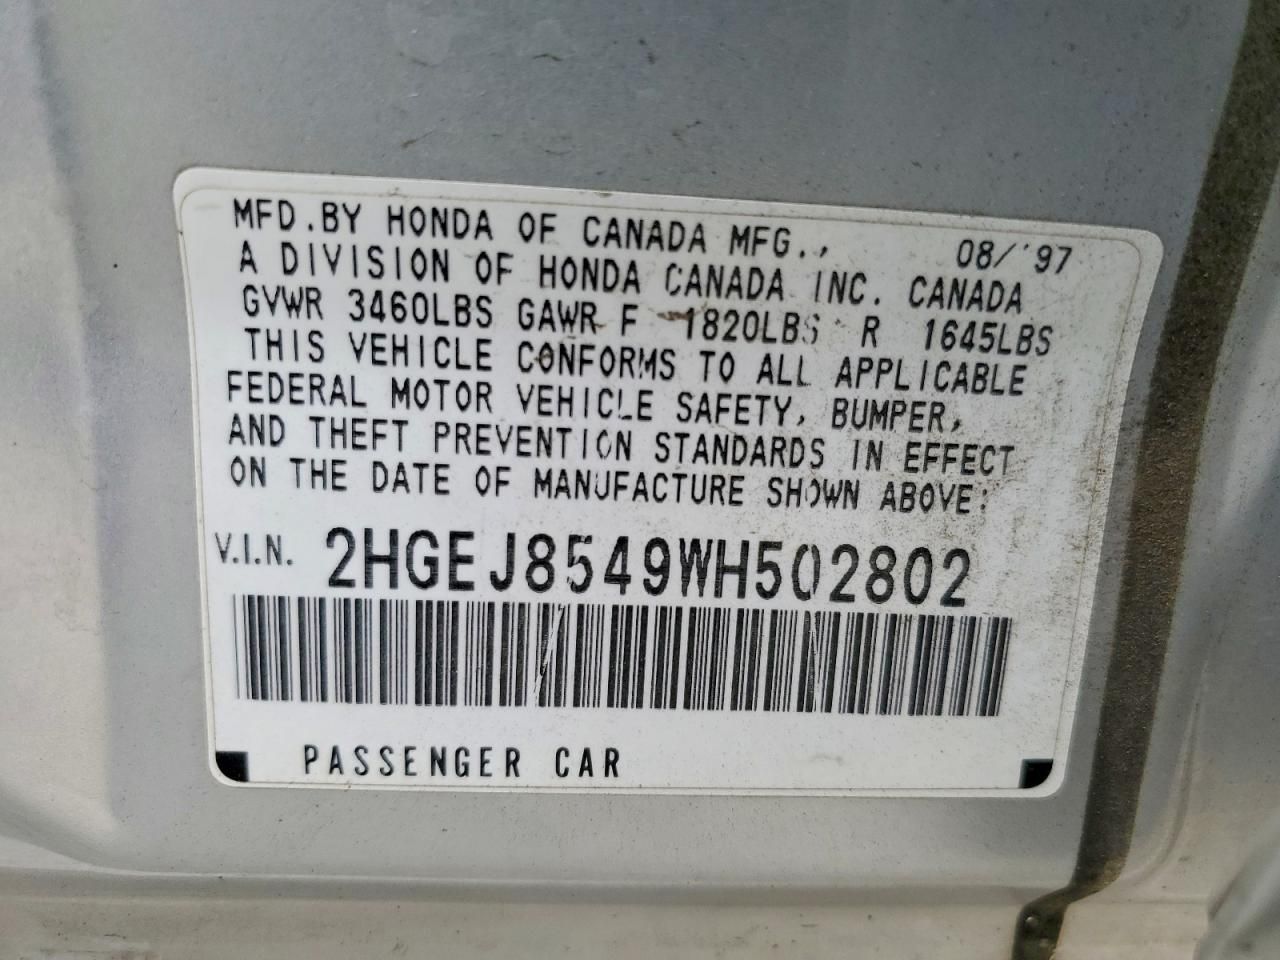 MFD.BY HONDA OF CANADA MFG., 08/'97
A DIVISION OF HONDA CANADA INC. CANADA
GVWR 3460LBS GAWR F 1820LBS R 1645LBS
THIS VEHICLE CONFORMS TO ALL APPLICABLE
FEDERAL MOTOR VEHICLE SAFETY, BUMPER,
AND THEFT PREVENTION STANDARDS IN EFFECT
ON THE DATE OF MANUFACTURE SHOWN ABOVE:
V.I.N. 2HGEJ8549WH502802
PASSENGER CAR